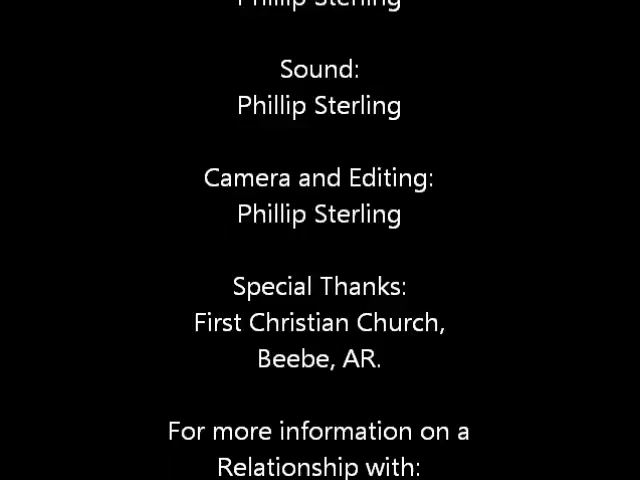 Phillip Sterling
Sound:
Phillip Sterling
Camera and Editing:
Phillip Sterling
Special Thanks:
First Christian Church,
Beebe, AR.
For more information on a
Relationship with: